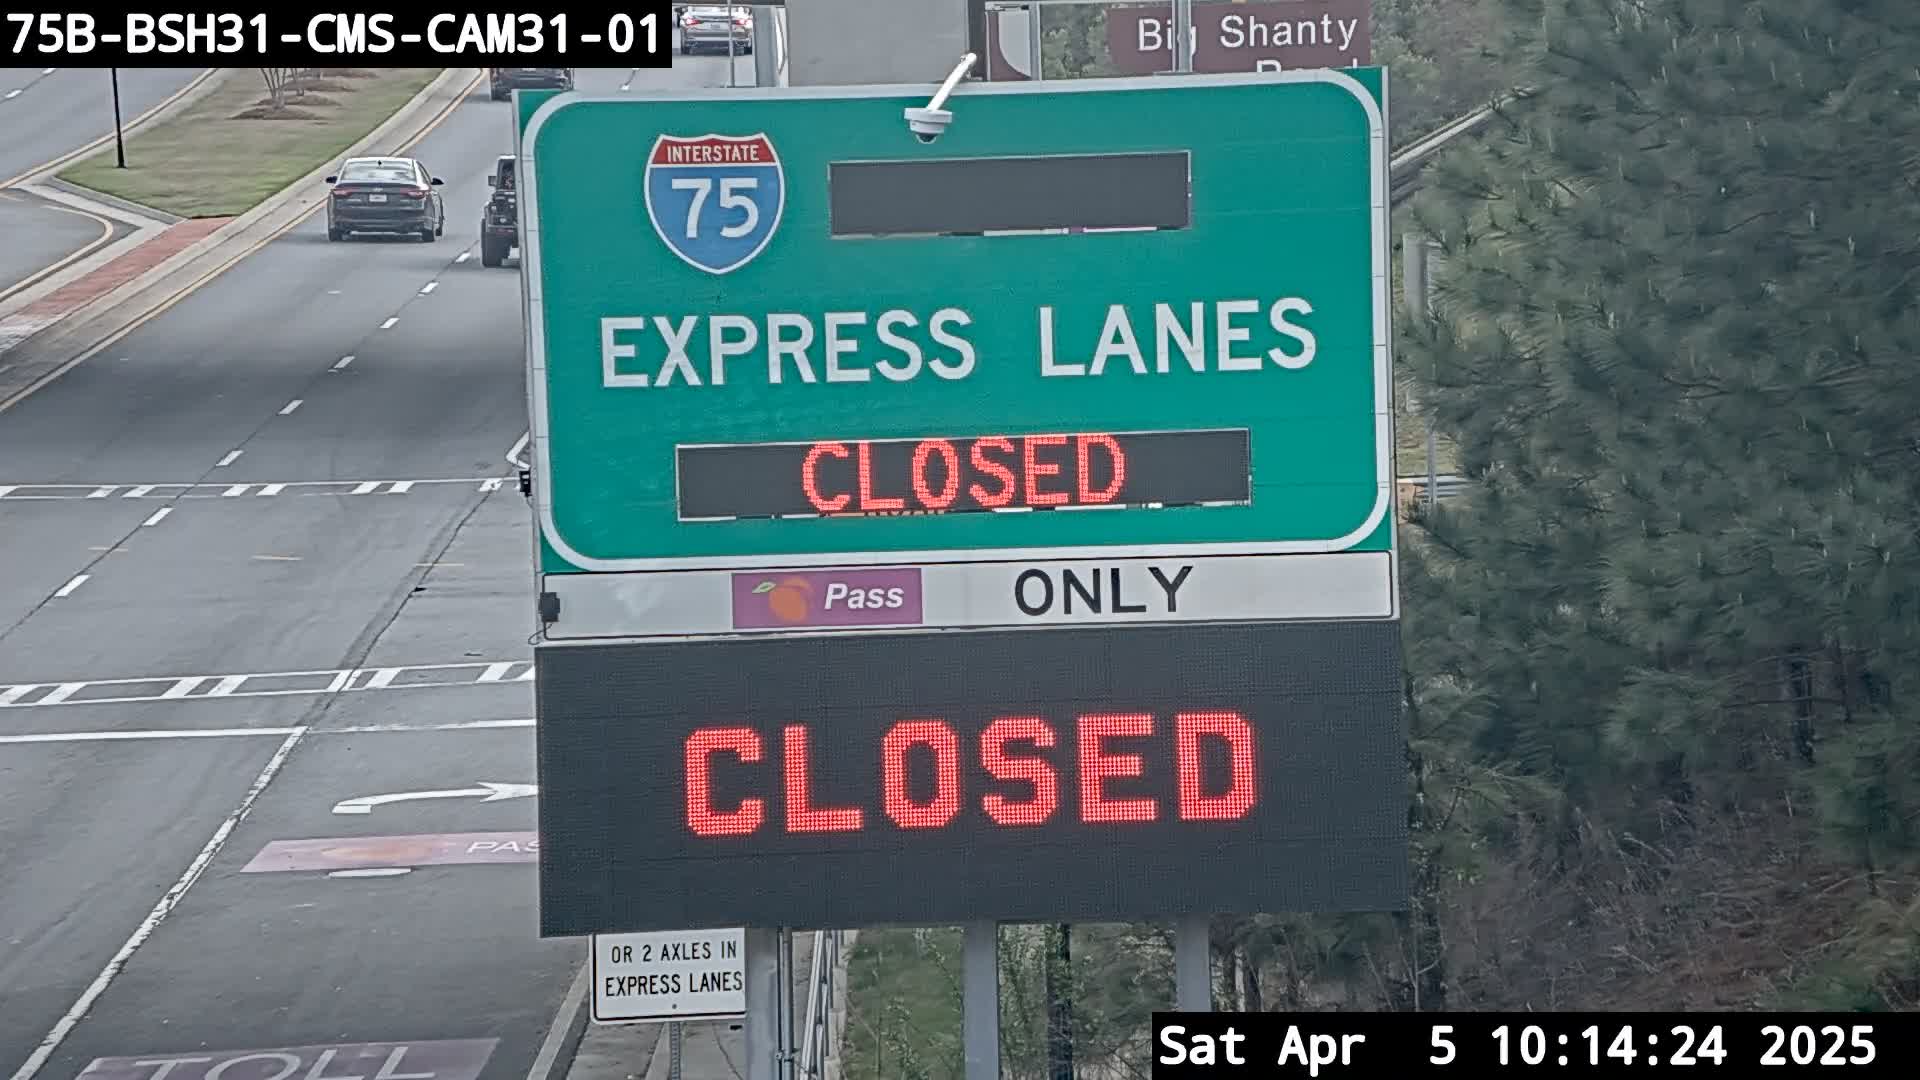 75B-BSH31-CMS-CAM31-01
Big Shanty
INTERSTATE
75
EXPRESS LANES
CLOSED
Pass ONLY
CLOSED
OR 2 AXLES IN
EXPRESS LANES
TOLL
Sat Apr 5 10:14:24 2025